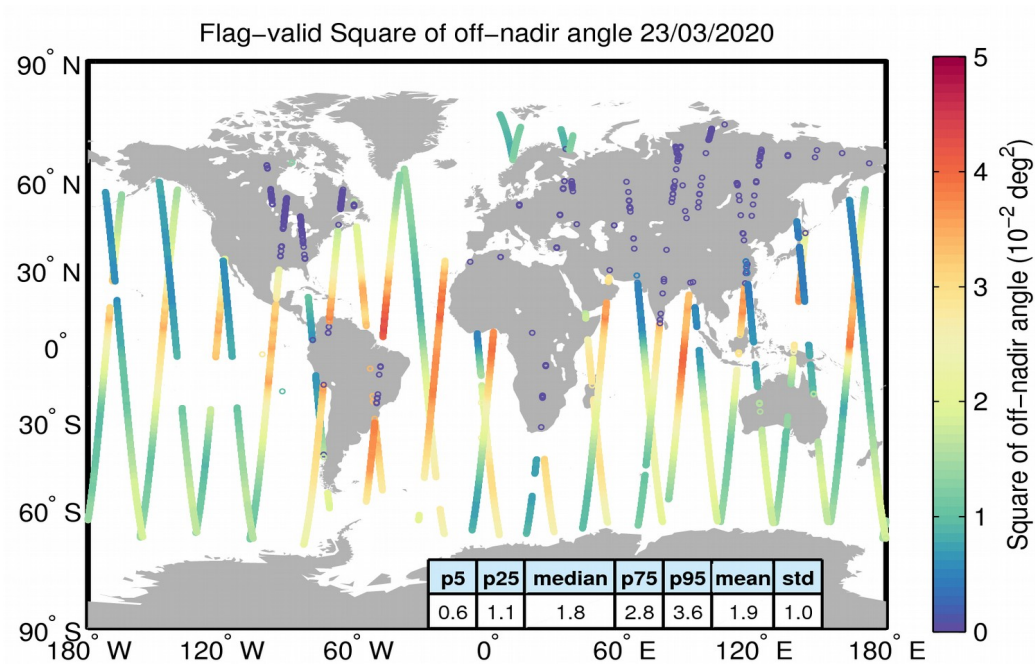 Flag−valid Square of off−nadir angle 23/03/2020
90° N
60° N
30° N
0°
30° S
60° S
90° S
180° W
120° W
60° W
0°
60° E
120° E
180° E
p5 p25 median p75 p95 mean std
0.6 1.1 1.8 2.8 3.6 1.9 1.0
5
4
3
2
1
0
Square of off−nadir angle (10⁻² deg²)